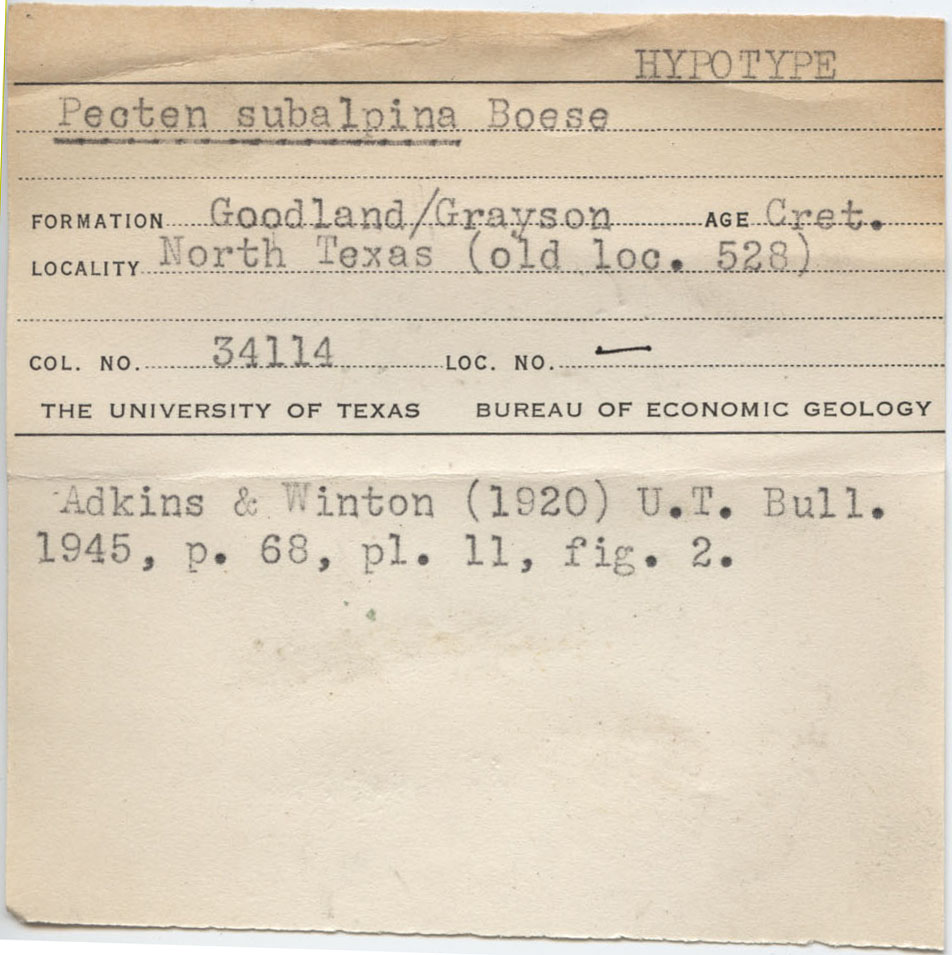 HYPOTYPE
Pecten subalpina Boese
FORMATION Goodland/Grayson AGE Cret.
LOCALITY North Texas (old loc. 528)
COL. NO. 34114 LOC. NO. —
THE UNIVERSITY OF TEXAS BUREAU OF ECONOMIC GEOLOGY
Adkins & Winton (1920) U.T. Bull.
1945, p. 68, pl. 11, fig. 2.